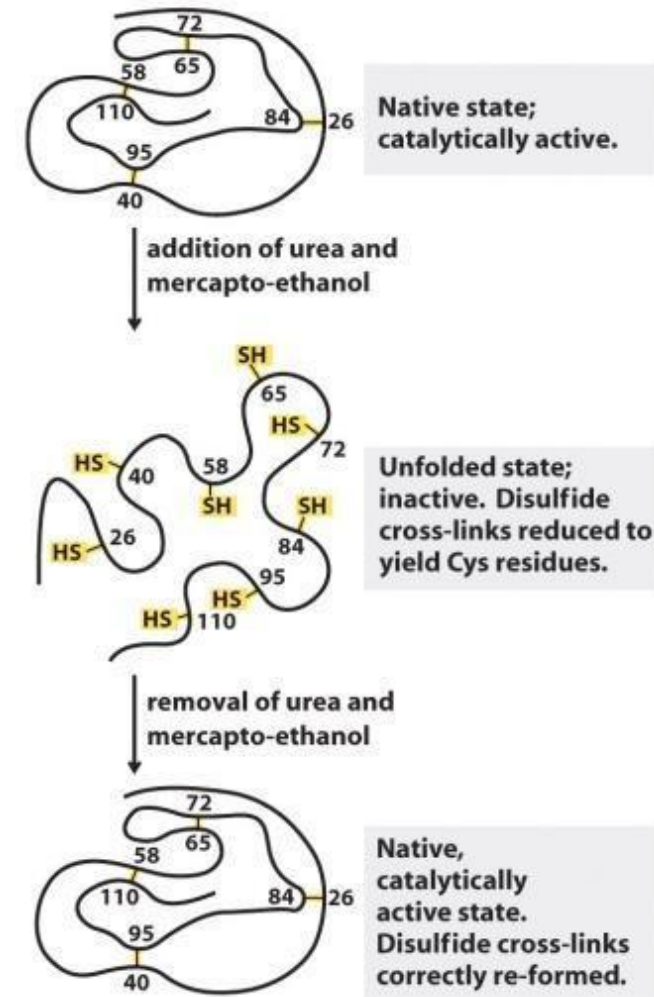 72
65
58
110
84
26
95
40
Native state;
catalytically active.
addition of urea and
mercapto-ethanol
SH
65
HS
72
HS
40
58
SH
SH
84
26
HS
95
HS
HS
110
Unfolded state;
inactive. Disulfide
cross-links reduced to
yield Cys residues.
removal of urea and
mercapto-ethanol
72
65
58
110
84
26
95
40
Native,
catalytically
active state.
Disulfide cross-links
correctly re-formed.